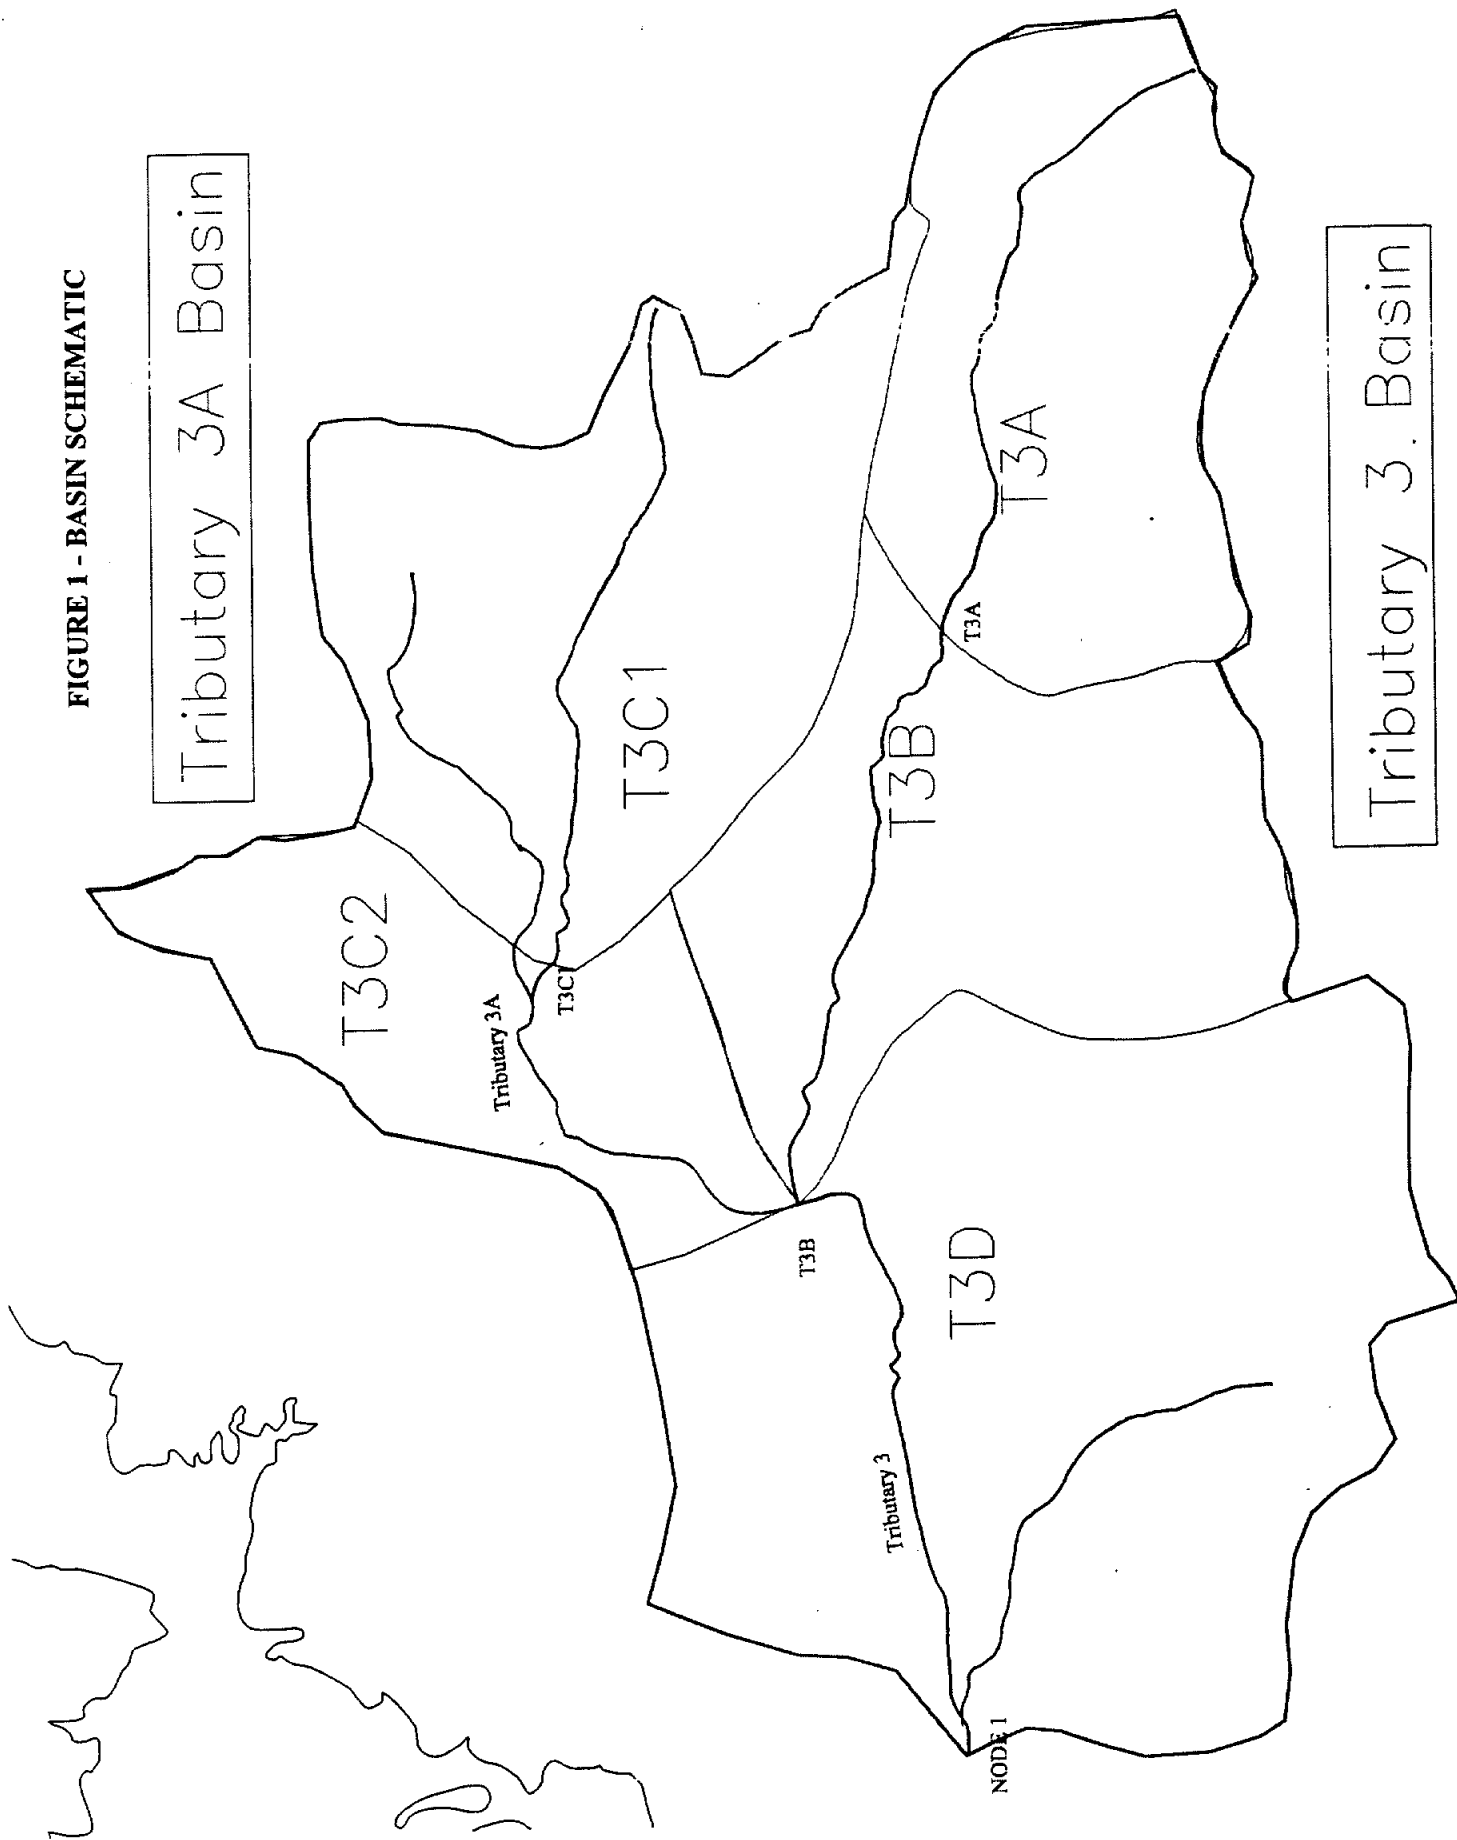 FIGURE 1 - BASIN SCHEMATIC
Tributary 3A Basin
T3C2
Tributary 3A
T3C1
T3C1
T3B
T3A
T3A
T3B
T3D
Tributary 3
NODE 1
Tributary 3. Basin